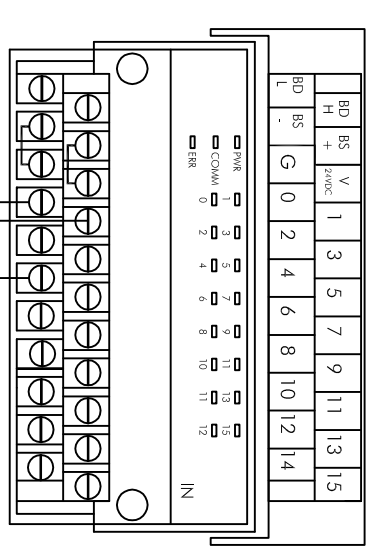 BD H BS + V 24VDC 1 3 5 7 9 11 13 15
BD L BS - G 0 2 4 6 8 10 12 14
PWR 1 3 5 7 9 11 13 15
COMM 0 2 4 6 8 10 11 12
ERR
IN